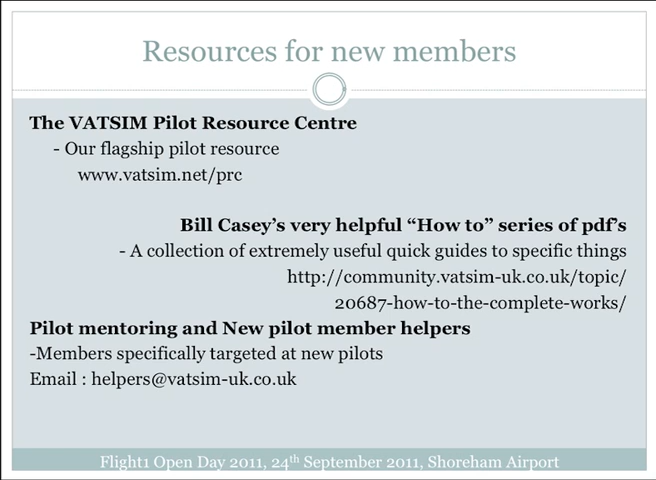 Resources for new members
The VATSIM Pilot Resource Centre
- Our flagship pilot resource
www.vatsim.net/prc
Bill Casey’s very helpful “How to” series of pdf’s
- A collection of extremely useful quick guides to specific things
http://community.vatsim-uk.co.uk/topic/
20687-how-to-the-complete-works/
Pilot mentoring and New pilot member helpers
-Members specifically targeted at new pilots
Email : helpers@vatsim-uk.co.uk
Flight1 Open Day 2011, 24th September 2011, Shoreham Airport